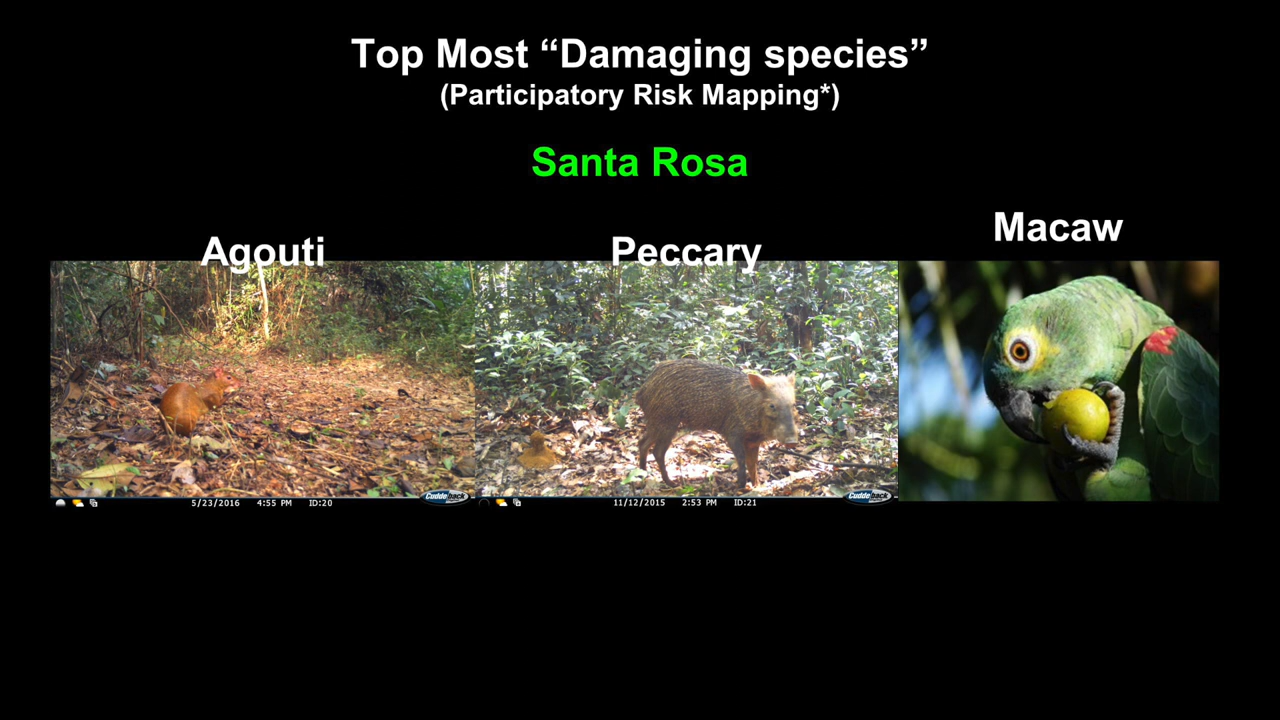 Top Most “Damaging species”
(Participatory Risk Mapping*)
Santa Rosa
Agouti
Peccary
Macaw
5/23/2016 4:55 PM ID:20
Cuddeback
11/12/2015 2:53 PM ID:21
Cuddeback